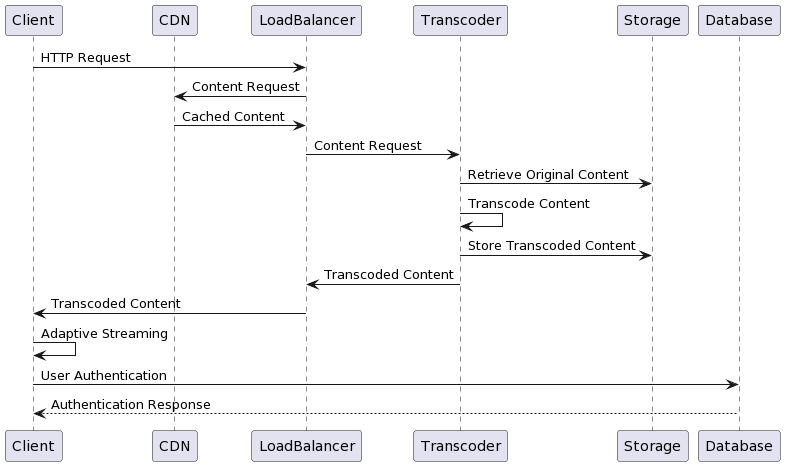 Client
CDN
LoadBalancer
Transcoder
Storage
Database
HTTP Request
Content Request
Cached Content
Content Request
Retrieve Original Content
Transcode Content
Store Transcoded Content
Transcoded Content
Transcoded Content
Adaptive Streaming
User Authentication
Authentication Response
Client
CDN
LoadBalancer
Transcoder
Storage
Database